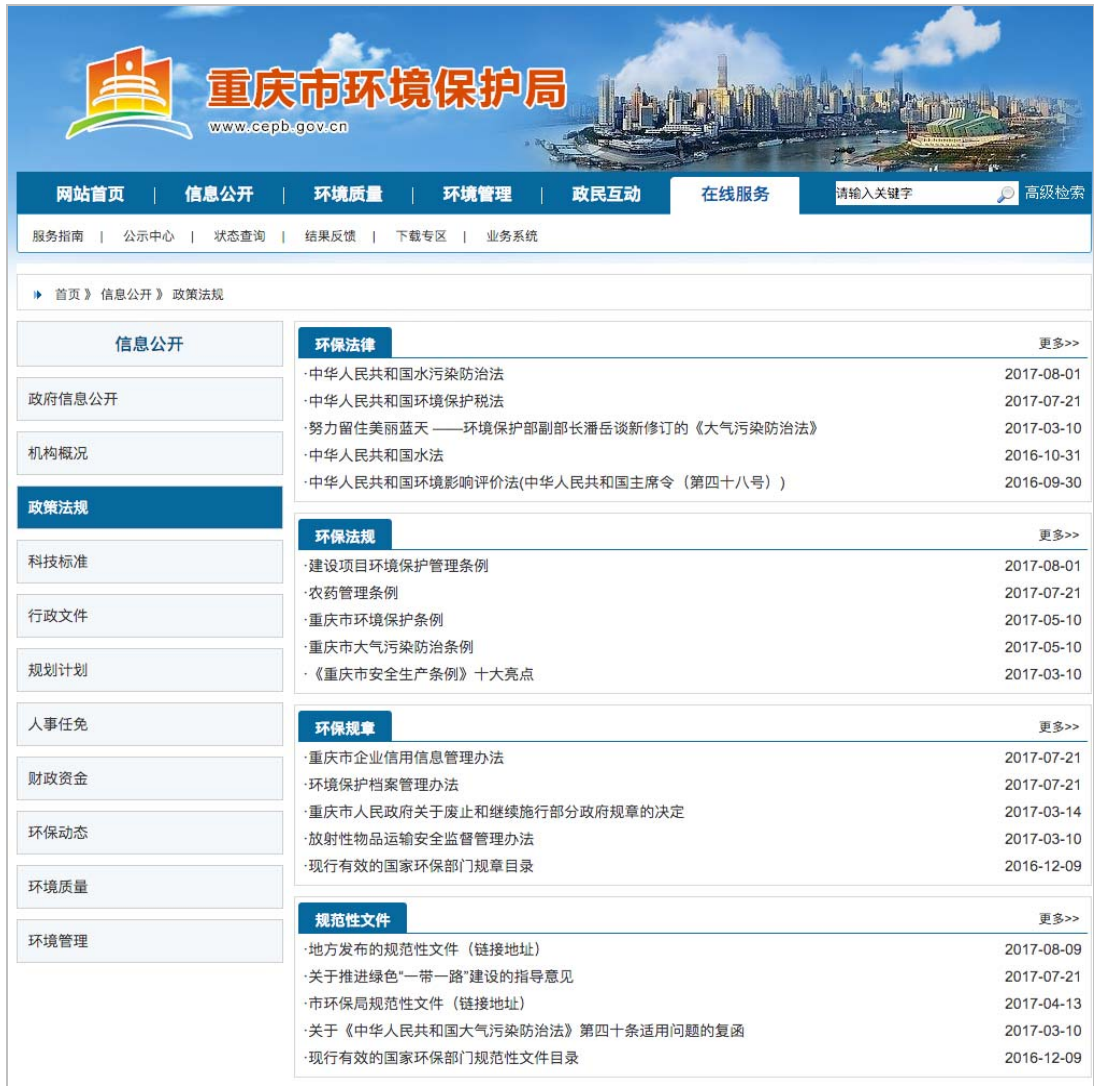 重庆市环境保护局
www.cepb.gov.cn
网站首页 | 信息公开 | 环境质量 | 环境管理 | 政民互动 在线服务 请输入关键字 高级检索
服务指南 | 公示中心 | 状态查询 | 结果反馈 | 下载专区 | 业务系统
首页 》 信息公开 》 政策法规
信息公开
政府信息公开
机构概况
政策法规
科技标准
行政文件
规划计划
人事任免
财政资金
环保动态
环境质量
环境管理
环保法律 更多>>
·中华人民共和国水污染防治法 2017-08-01
·中华人民共和国环境保护税法 2017-07-21
·努力留住美丽蓝天 ——环境保护部副部长潘岳谈新修订的《大气污染防治法》 2017-03-10
·中华人民共和国水法 2016-10-31
·中华人民共和国环境影响评价法(中华人民共和国主席令（第四十八号）) 2016-09-30
环保法规 更多>>
·建设项目环境保护管理条例 2017-08-01
·农药管理条例 2017-07-21
·重庆市环境保护条例 2017-05-10
·重庆市大气污染防治条例 2017-05-10
·《重庆市安全生产条例》十大亮点 2017-03-10
环保规章 更多>>
·重庆市企业信用信息管理办法 2017-07-21
·环境保护档案管理办法 2017-07-21
·重庆市人民政府关于废止和继续施行部分政府规章的决定 2017-03-14
·放射性物品运输安全监督管理办法 2017-03-10
·现行有效的国家环保部门规章目录 2016-12-09
规范性文件 更多>>
·地方发布的规范性文件（链接地址） 2017-08-09
·关于推进绿色“一带一路”建设的指导意见 2017-07-21
·市环保局规范性文件（链接地址） 2017-04-13
·关于《中华人民共和国大气污染防治法》第四十条适用问题的复函 2017-03-10
·现行有效的国家环保部门规范性文件目录 2016-12-09